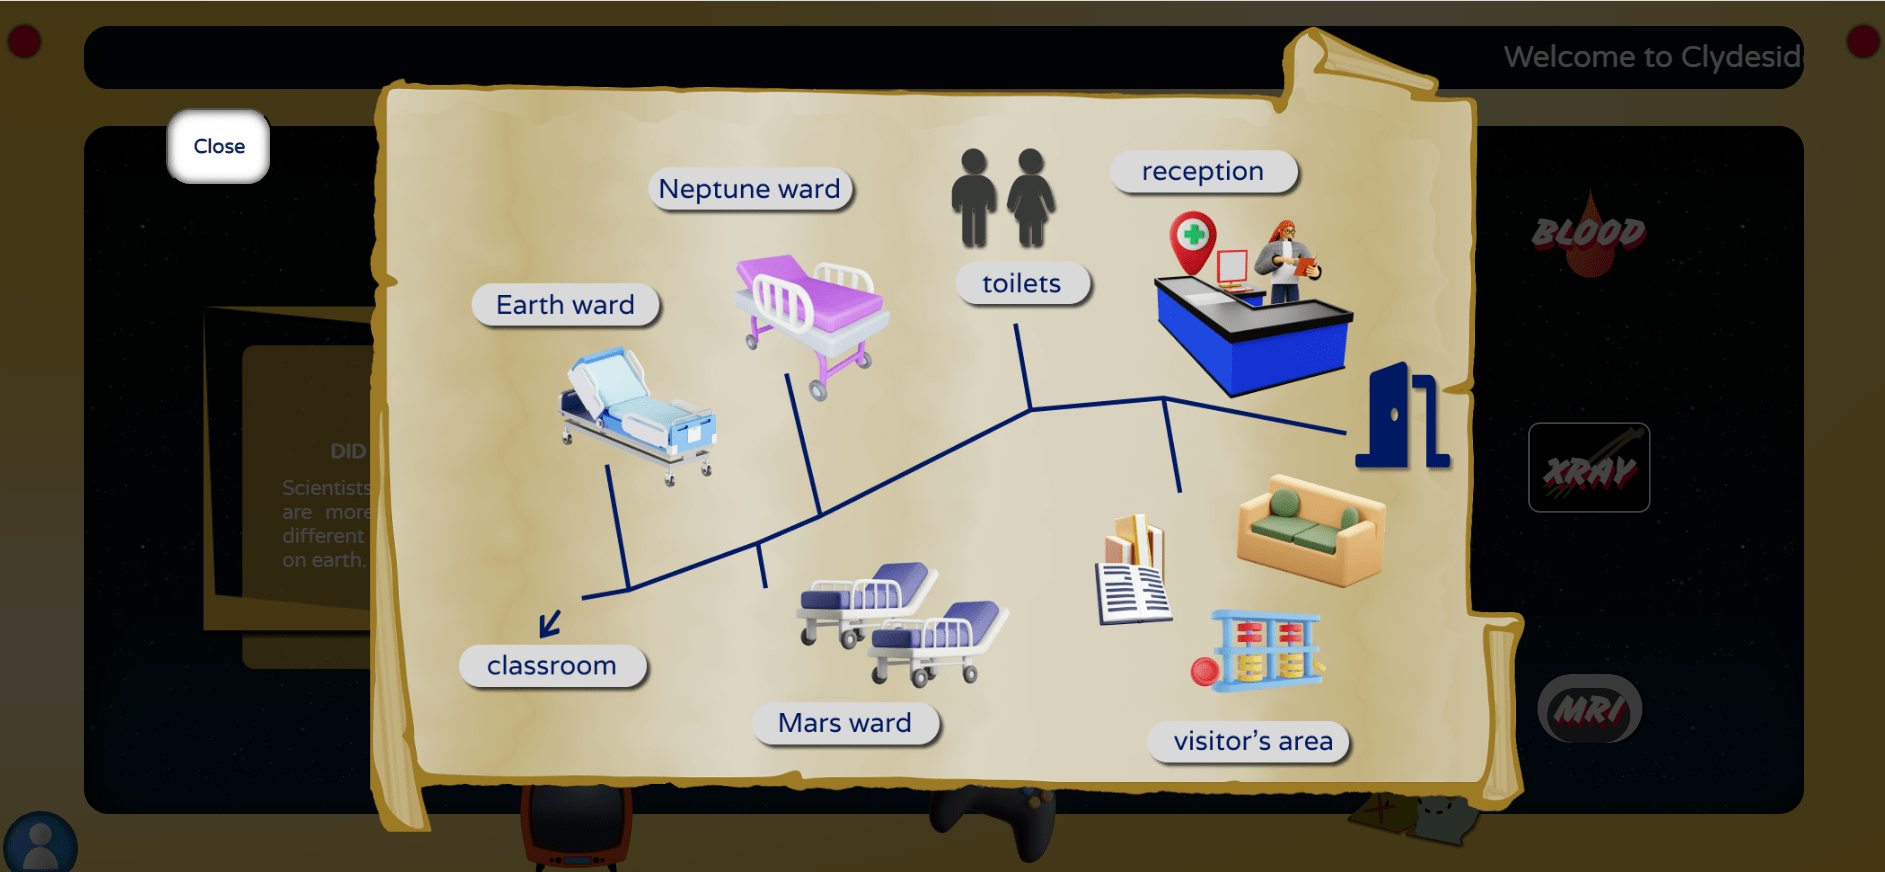 Welcome to Clydesid
Close
Neptune ward
reception
toilets
Earth ward
BLOOD
DID
Scientists
are more
different
on earth.
XRAY
classroom
Mars ward
visitor's area
MRI